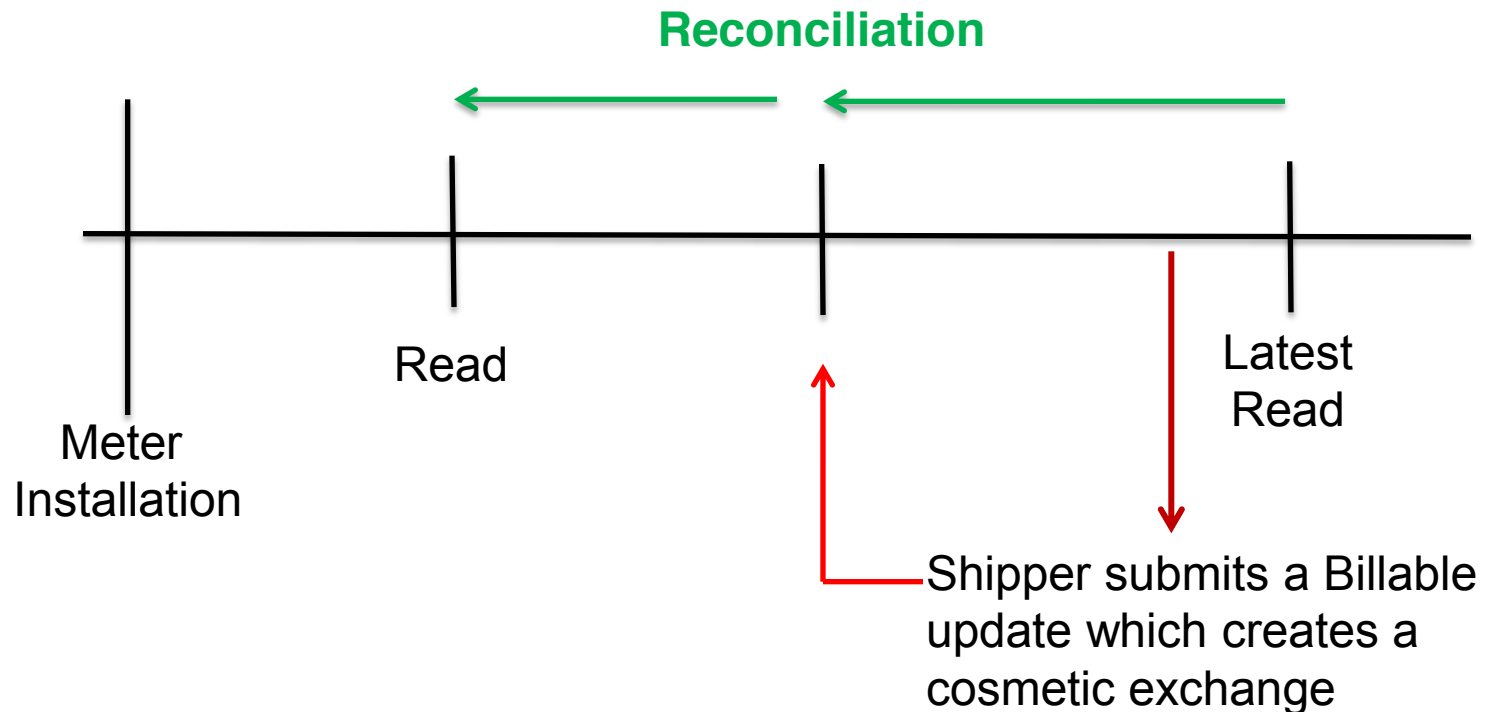 Reconciliation
Read
Latest
Read
Meter
Installation
Shipper submits a Billable
update which creates a
cosmetic exchange